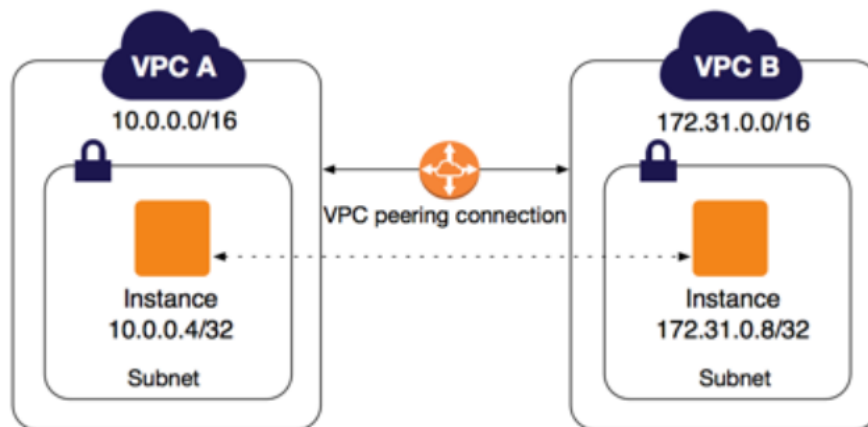 VPC A
10.0.0.0/16
Instance
10.0.0.4/32
Subnet
VPC peering connection
VPC B
172.31.0.0/16
Instance
172.31.0.8/32
Subnet